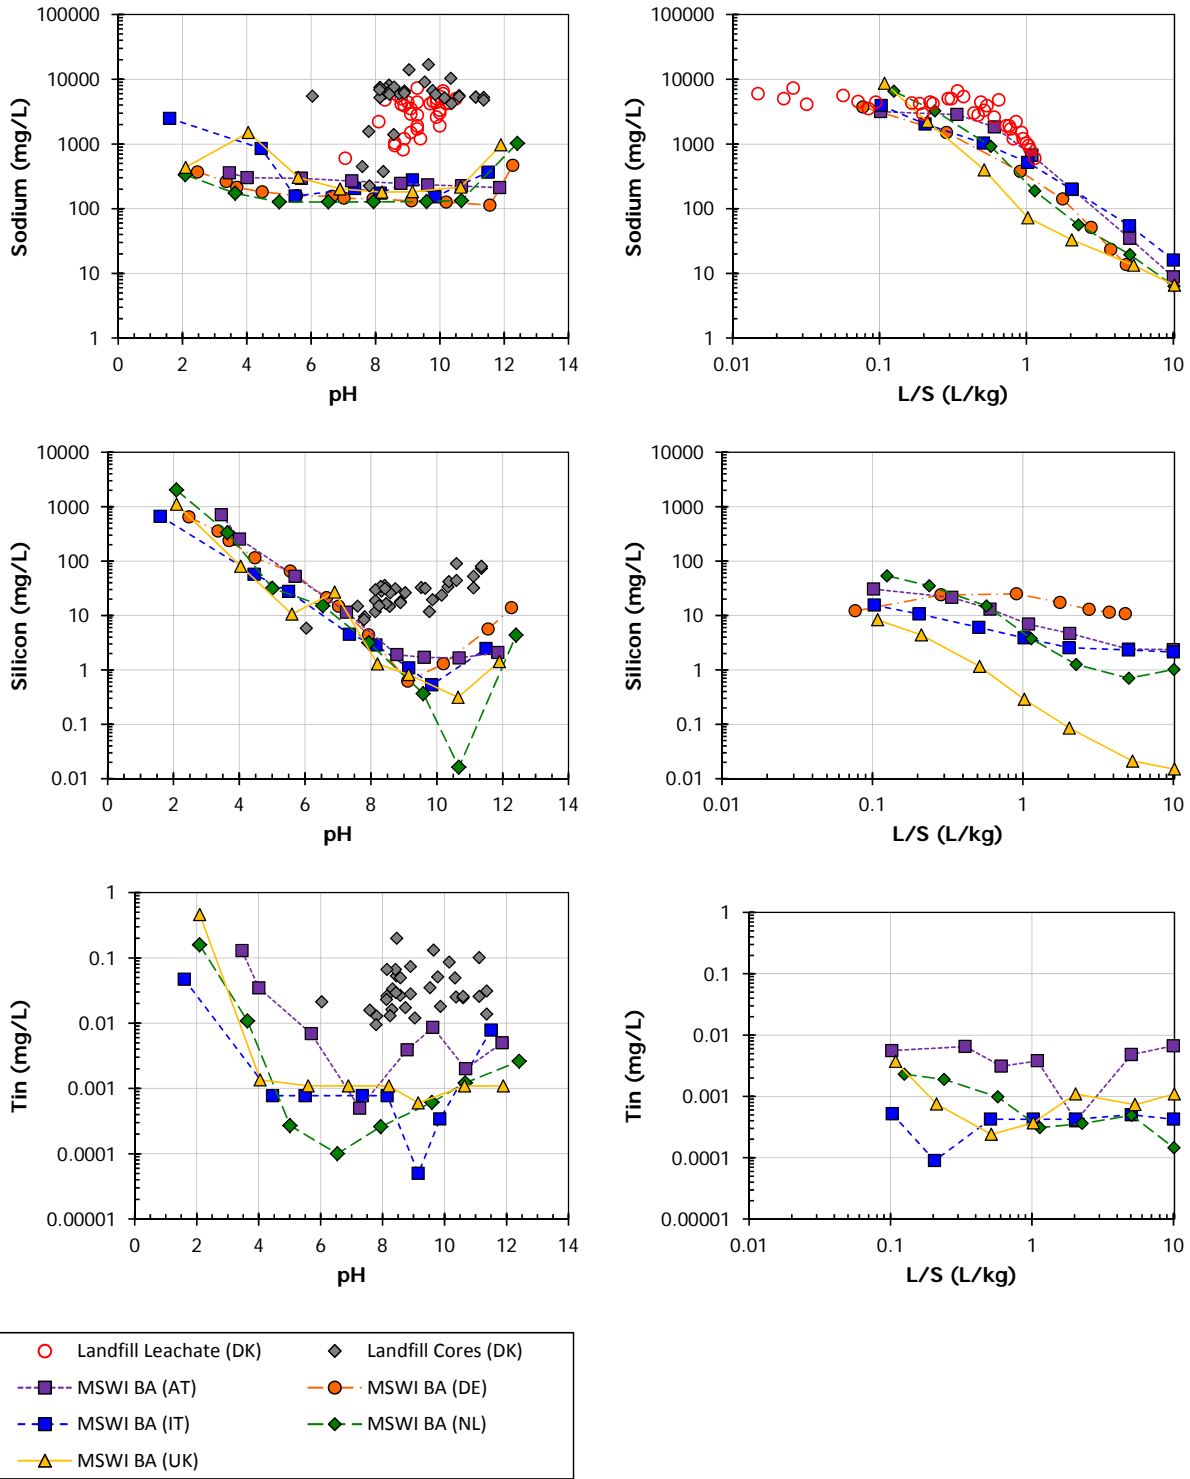 100000
10000
1000
100
10
1
0 2 4 6 8 10 12 14
Sodium (mg/L)
pH
100000
10000
1000
100
10
1
0.01 0.1 1 10
Sodium (mg/L)
L/S (L/kg)
10000
1000
100
10
1
0.1
0.01
0 2 4 6 8 10 12 14
Silicon (mg/L)
pH
10000
1000
100
10
1
0.1
0.01
0.01 0.1 1 10
Silicon (mg/L)
L/S (L/kg)
1
0.1
0.01
0.001
0.0001
0.00001
0 2 4 6 8 10 12 14
Tin (mg/L)
pH
1
0.1
0.01
0.001
0.0001
0.00001
0.01 0.1 1 10
Tin (mg/L)
L/S (L/kg)
Landfill Leachate (DK) Landfill Cores (DK)
MSWI BA (AT) MSWI BA (DE)
MSWI BA (IT) MSWI BA (NL)
MSWI BA (UK)